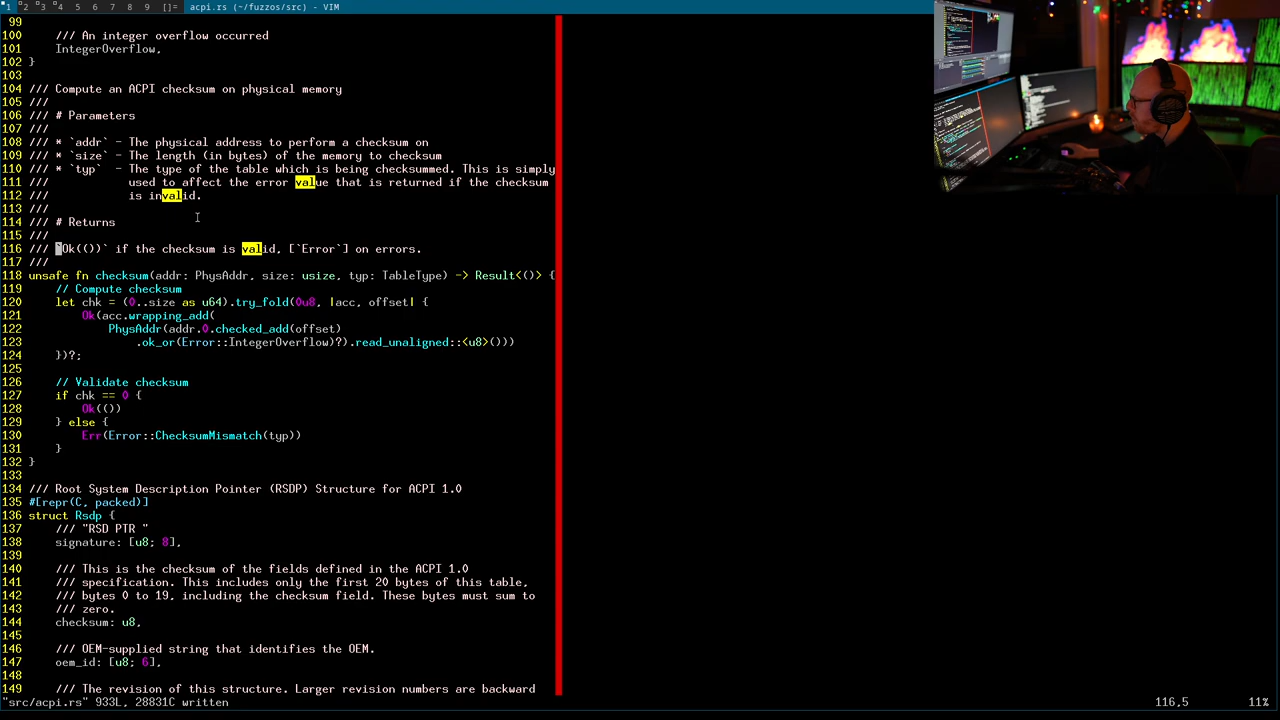 1 2 3 4 5 6 7 8 9 []= acpi.rs (~/fuzzos/src) - VIM
99
100     /// An integer overflow occurred
101     IntegerOverflow,
102 }
103
104 /// Compute an ACPI checksum on physical memory
105 ///
106 /// # Parameters
107 ///
108 /// * `addr` - The physical address to perform a checksum on
109 /// * `size` - The length (in bytes) of the memory to checksum
110 /// * `typ`  - The type of the table which is being checksummed. This is simply
111 ///            used to affect the error value that is returned if the checksum
112 ///            is invalid.
113 ///
114 /// # Returns
115 ///
116 /// `Ok(())` if the checksum is valid, [`Error`] on errors.
117 ///
118 unsafe fn checksum(addr: PhysAddr, size: usize, typ: TableType) -> Result<()> {
119     // Compute checksum
120     let chk = (0..size as u64).try_fold(0u8, |acc, offset| {
121         Ok(acc.wrapping_add(
122             PhysAddr(addr.0.checked_add(offset)
123                 .ok_or(Error::IntegerOverflow)?).read_unaligned::<u8>()))
124     })?;
125
126     // Validate checksum
127     if chk == 0 {
128         Ok(())
129     } else {
130         Err(Error::ChecksumMismatch(typ))
131     }
132 }
133
134 /// Root System Description Pointer (RSDP) Structure for ACPI 1.0
135 #[repr(C, packed)]
136 struct Rsdp {
137     /// "RSD PTR "
138     signature: [u8; 8],
139
140     /// This is the checksum of the fields defined in the ACPI 1.0
141     /// specification. This includes only the first 20 bytes of this table,
142     /// bytes 0 to 19, including the checksum field. These bytes must sum to
143     /// zero.
144     checksum: u8,
145
146     /// OEM-supplied string that identifies the OEM.
147     oem_id: [u8; 6],
148
149     /// The revision of this structure. Larger revision numbers are backward
"src/acpi.rs" 933L, 28831C written 116,5 11%